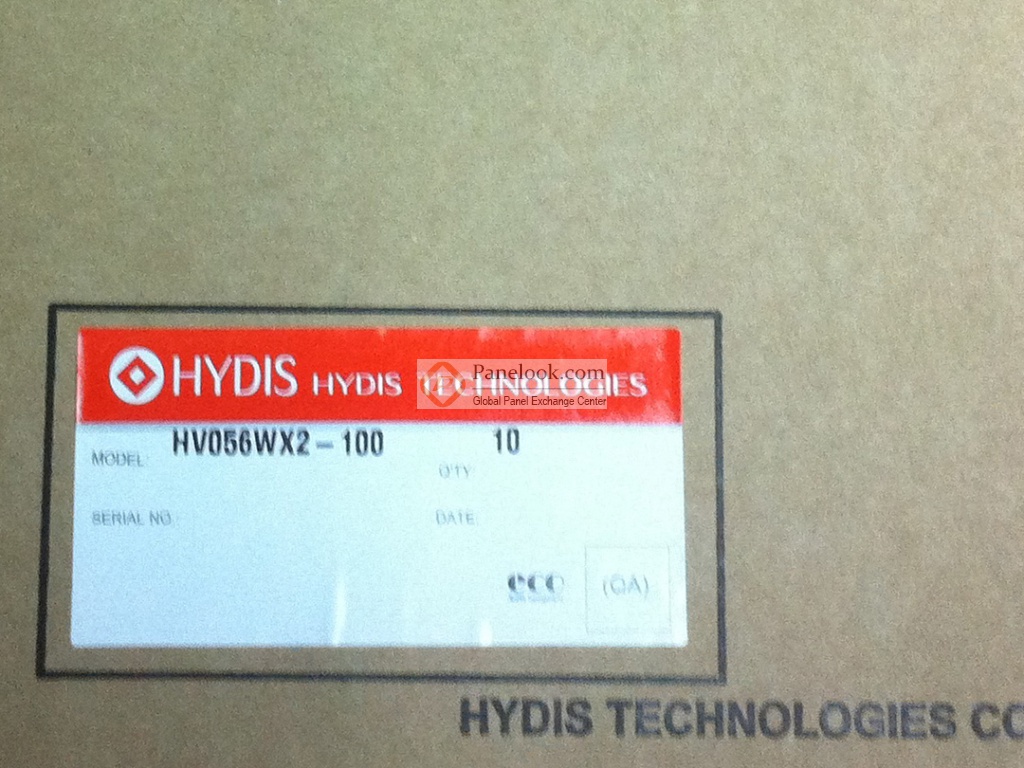 HYDIS HYDIS TECHNOLOGIES
Panelook.com
Global Panel Exchange Center
MODEL: HV056WX2-100
Q'TY: 10
SERIAL NO:
DATE:
eco
(QA)
HYDIS TECHNOLOGIES CO